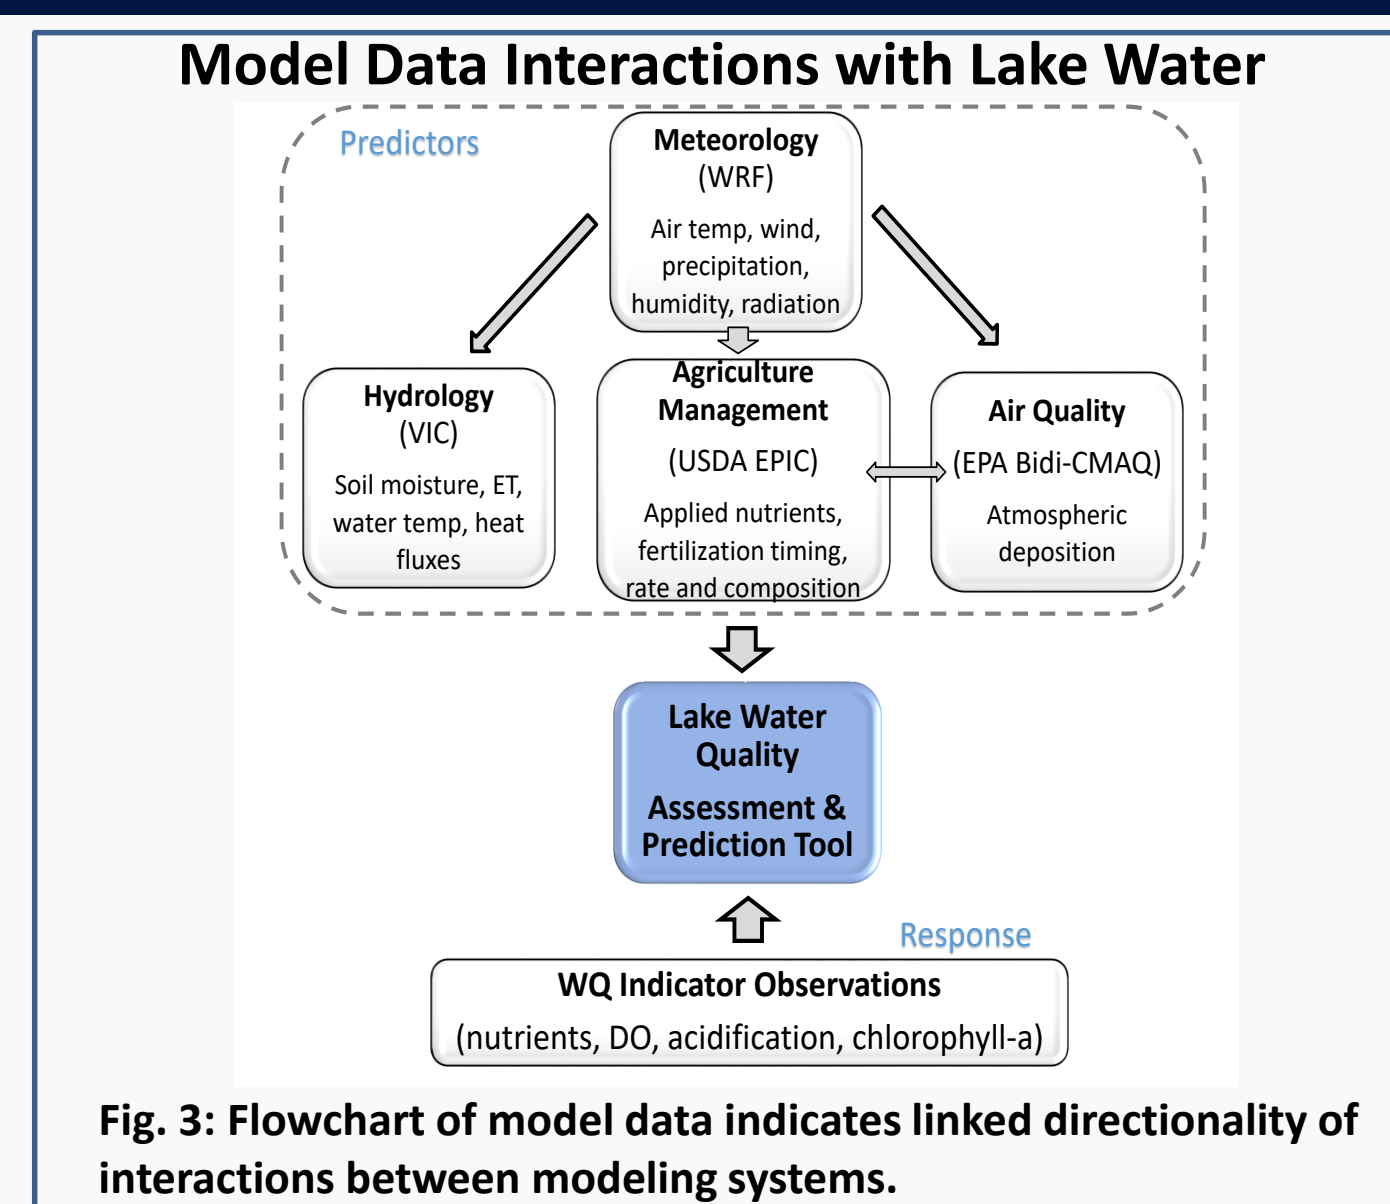 Model Data Interactions with Lake Water
Predictors
Meteorology
(WRF)
Air temp, wind,
precipitation,
humidity, radiation
Hydrology
(VIC)
Soil moisture, ET,
water temp, heat
fluxes
Agriculture
Management
(USDA EPIC)
Applied nutrients,
fertilization timing,
rate and composition
Air Quality
(EPA Bidi-CMAQ)
Atmospheric
deposition
Lake Water
Quality
Assessment &
Prediction Tool
Response
WQ Indicator Observations
(nutrients, DO, acidification, chlorophyll-a)
Fig. 3: Flowchart of model data indicates linked directionality of
interactions between modeling systems.